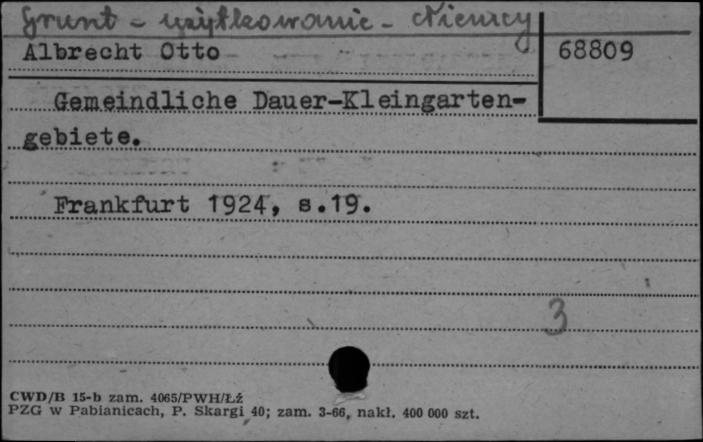 Grunt - użytkowanie - Niemcy
Albrecht Otto
68809
Gemeindliche Dauer-Kleingarten-
gebiete.
Frankfurt 1924, s.19.
3
CWD/B 15-b zam. 4065/PWH/Łź
PZG w Pabianicach, P. Skargi 40; zam. 3-66, nakł. 400 000 szt.